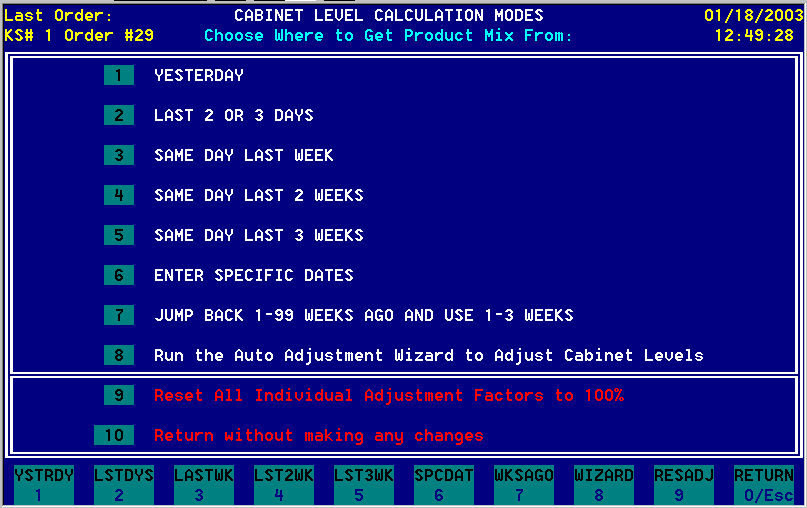 Last Order: CABINET LEVEL CALCULATION MODES 01/18/2003
KS# 1 Order #29 Choose Where to Get Product Mix From: 12:49:28
1 YESTERDAY
2 LAST 2 OR 3 DAYS
3 SAME DAY LAST WEEK
4 SAME DAY LAST 2 WEEKS
5 SAME DAY LAST 3 WEEKS
6 ENTER SPECIFIC DATES
7 JUMP BACK 1-99 WEEKS AGO AND USE 1-3 WEEKS
8 Run the Auto Adjustment Wizard to Adjust Cabinet Levels
9 Reset All Individual Adjustment Factors to 100%
10 Return without making any changes
YSTRDY LSTDYS LASTWK LST2WK LST3WK SPCDAT WKSAGO WIZARD RESADJ RETURN
1 2 3 4 5 6 7 8 9 0/Esc